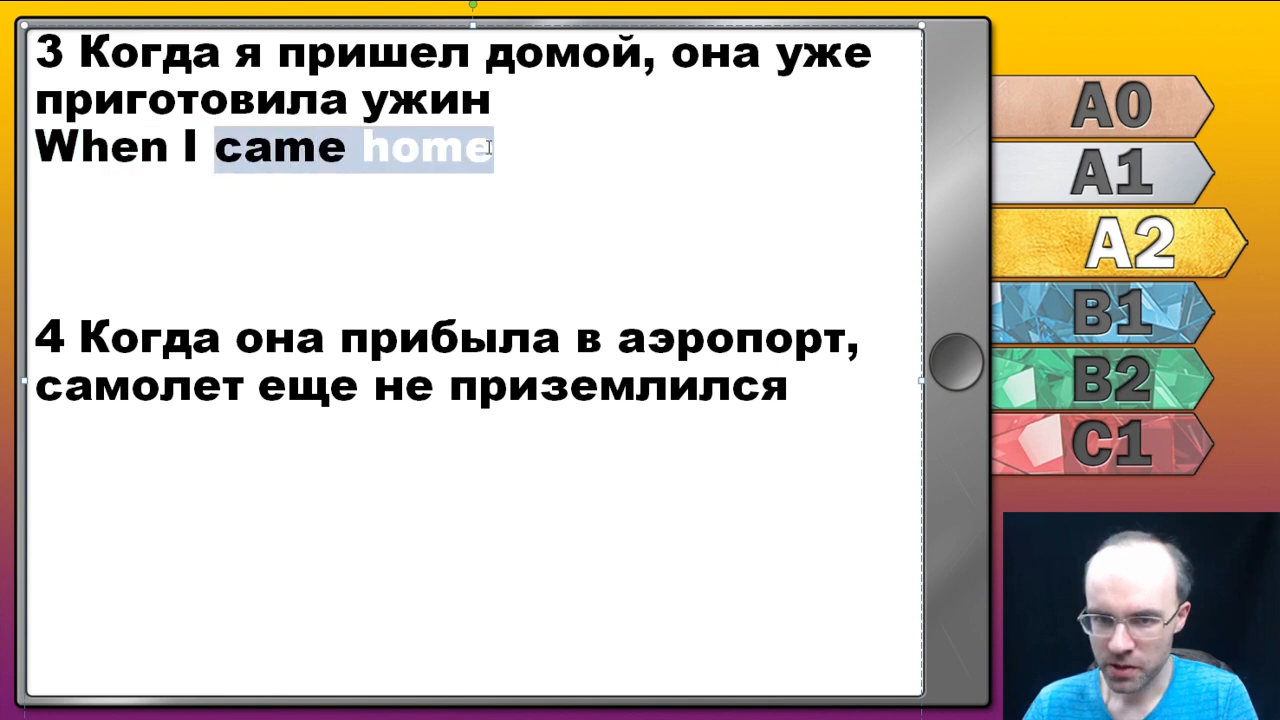 3 Когда я пришел домой, она уже
приготовила ужин
When I came home
4 Когда она прибыла в аэропорт,
самолет еще не приземлился
A0
A1
A2
B1
B2
C1